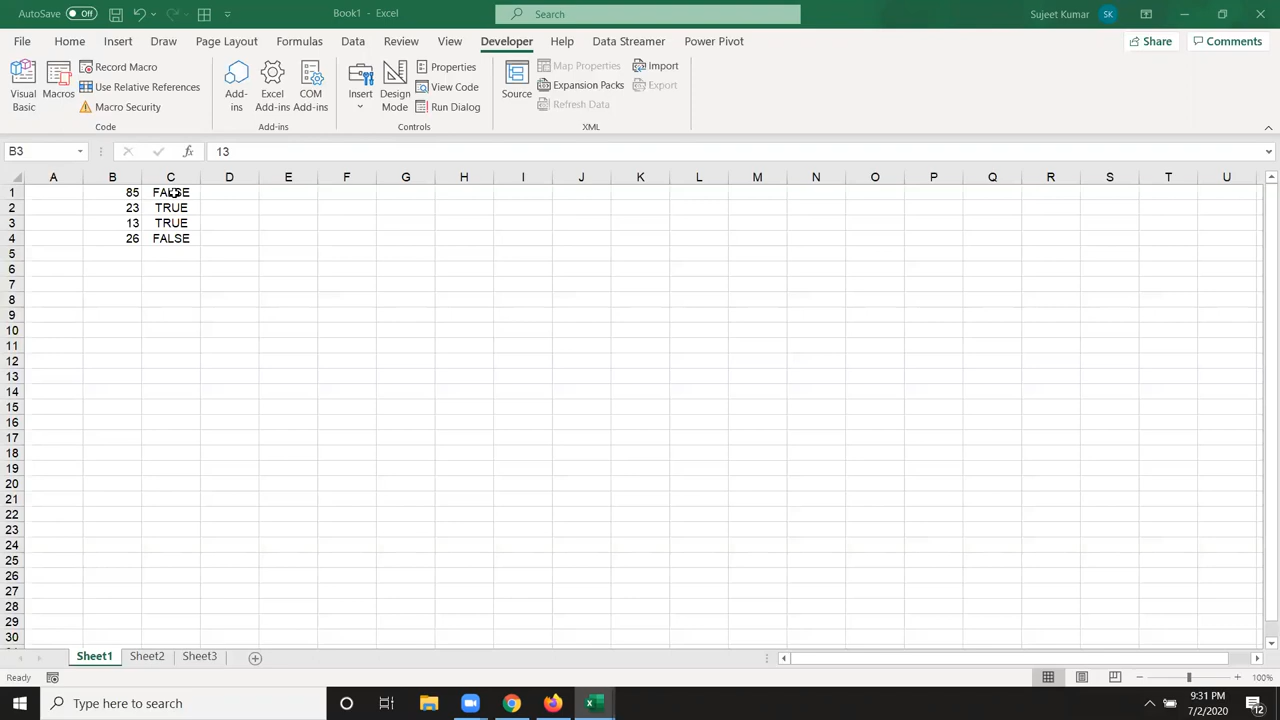 AutoSave Off Book1 - Excel Search Sujeet Kumar SK
File Home Insert Draw Page Layout Formulas Data Review View Developer Help Data Streamer Power Pivot Share Comments
Visual Basic
Macros
Record Macro
Use Relative References
Macro Security
Code
Add-ins
Excel Add-ins
COM Add-ins
Add-ins
Insert
Design Mode
Properties
View Code
Run Dialog
Controls
Source
Map Properties
Expansion Packs
Refresh Data
Import
Export
XML
B3 fx 13
A B C D E F G H I J K L M N O P Q R S T U
1 85 FALSE
2 23 TRUE
3 13 TRUE
4 26 FALSE
5
6
7
8
9
10
11
12
13
14
15
16
17
18
19
20
21
22
23
24
25
26
27
28
29
30
Sheet1 Sheet2 Sheet3
Ready 100%
Type here to search
9:31 PM
7/2/2020
12